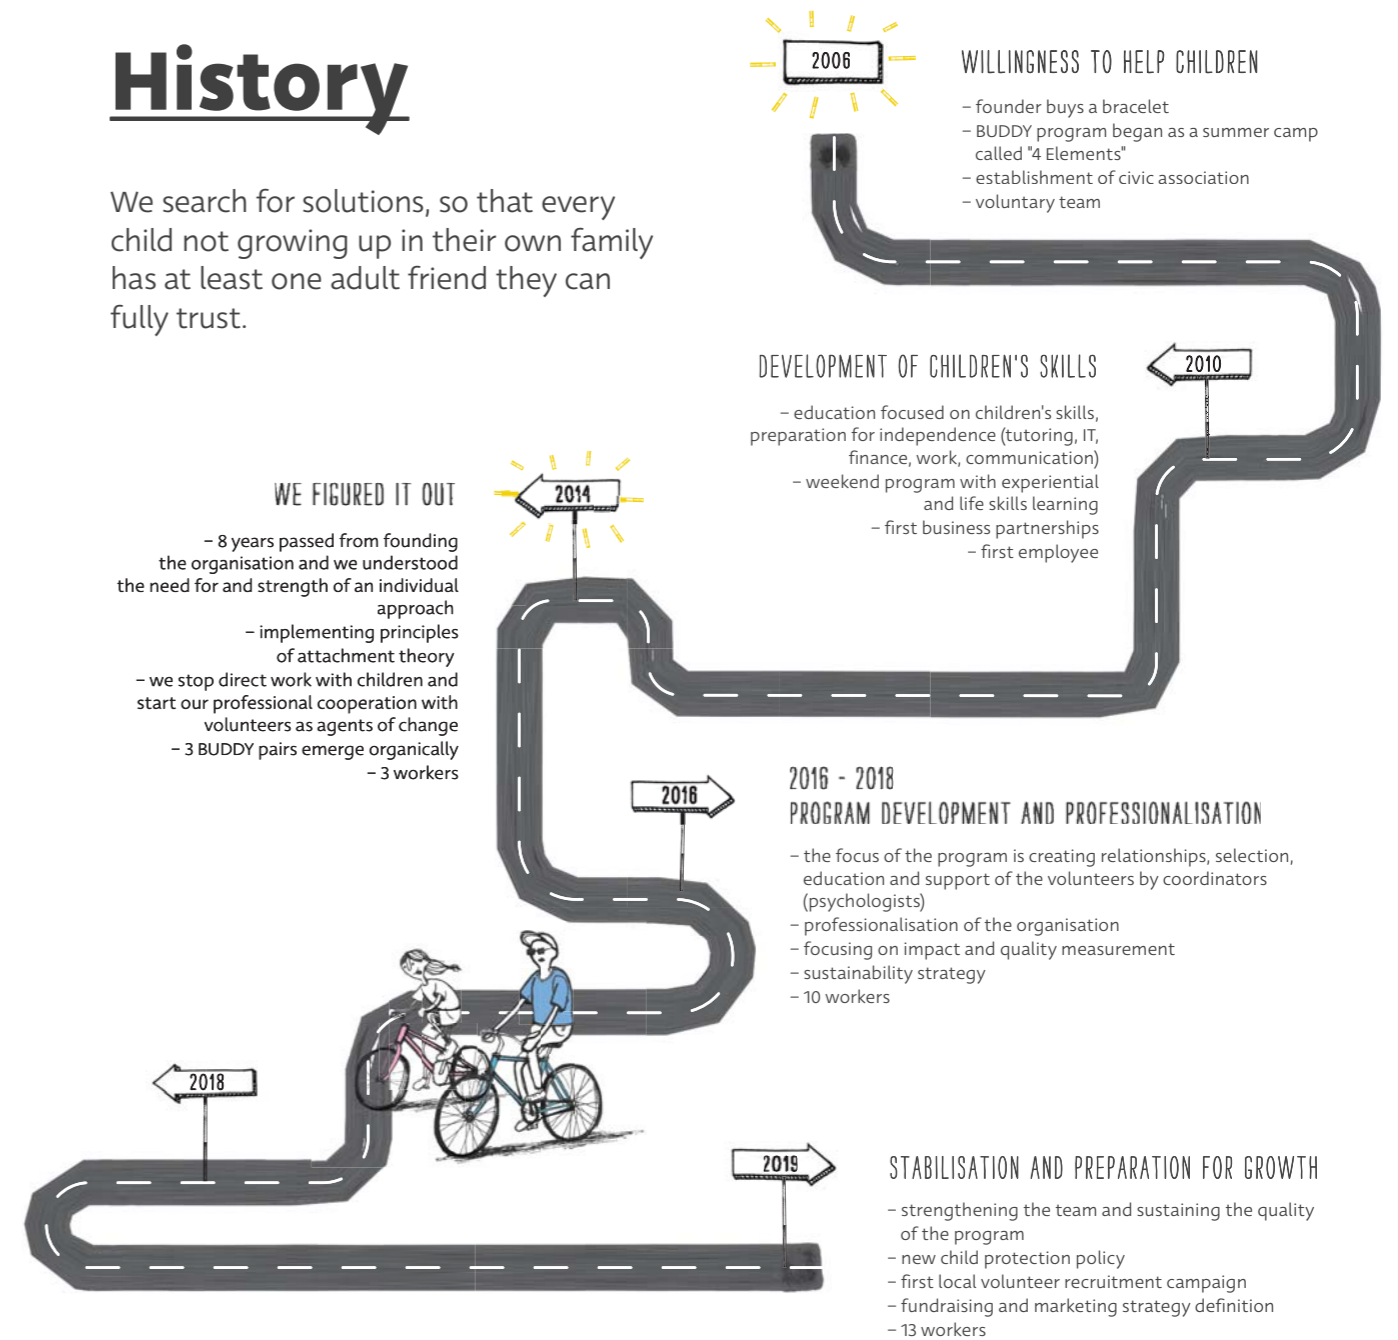 History
We search for solutions, so that every
child not growing up in their own family
has at least one adult friend they can
fully trust.
2006
WILLINGNESS TO HELP CHILDREN
– founder buys a bracelet
– BUDDY program began as a summer camp
called "4 Elements"
– establishment of civic association
– voluntary team
2010
DEVELOPMENT OF CHILDREN'S SKILLS
– education focused on children's skills,
preparation for independence (tutoring, IT,
finance, work, communication)
– weekend program with experiential
and life skills learning
– first business partnerships
– first employee
2014
WE FIGURED IT OUT
– 8 years passed from founding
the organisation and we understood
the need for and strength of an individual
approach
– implementing principles
of attachment theory
– we stop direct work with children and
start our professional cooperation with
volunteers as agents of change
– 3 BUDDY pairs emerge organically
– 3 workers
2016
2016 - 2018
PROGRAM DEVELOPMENT AND PROFESSIONALISATION
– the focus of the program is creating relationships, selection,
education and support of the volunteers by coordinators
(psychologists)
– professionalisation of the organisation
– focusing on impact and quality measurement
– sustainability strategy
– 10 workers
2018
2019
STABILISATION AND PREPARATION FOR GROWTH
– strengthening the team and sustaining the quality
of the program
– new child protection policy
– first local volunteer recruitment campaign
– fundraising and marketing strategy definition
– 13 workers